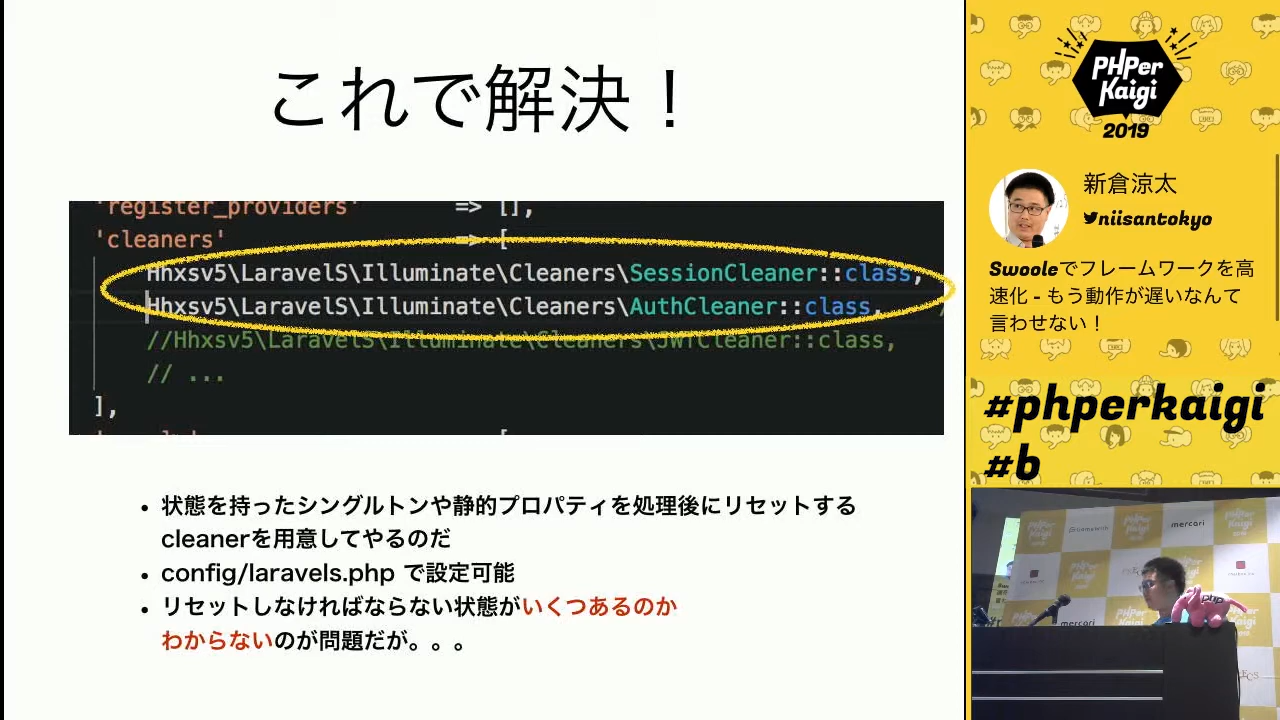 これで解決！
'register_providers' => [],
'cleaners' => [
Hhxsv5\LaravelS\Illuminate\Cleaners\SessionCleaner::class,
Hhxsv5\LaravelS\Illuminate\Cleaners\AuthCleaner::class,
//Hhxsv5\LaravelS\Illuminate\Cleaners\JWTCleaner::class,
// ...
],
• 状態を持ったシングルトンや静的プロパティを処理後にリセットする
cleanerを用意してやるのだ
• config/laravels.php で設定可能
• リセットしなければならない状態がいくつあるのか
わからないのが問題だが。。。
PHPer
Kaigi
2019
新倉涼太
niisantokyo
Swooleでフレームワークを高
速化 - もう動作が遅いなんて
言わせない！
#phperkaigi
#b
mercari
PHPer
Kaigi
mercari
php